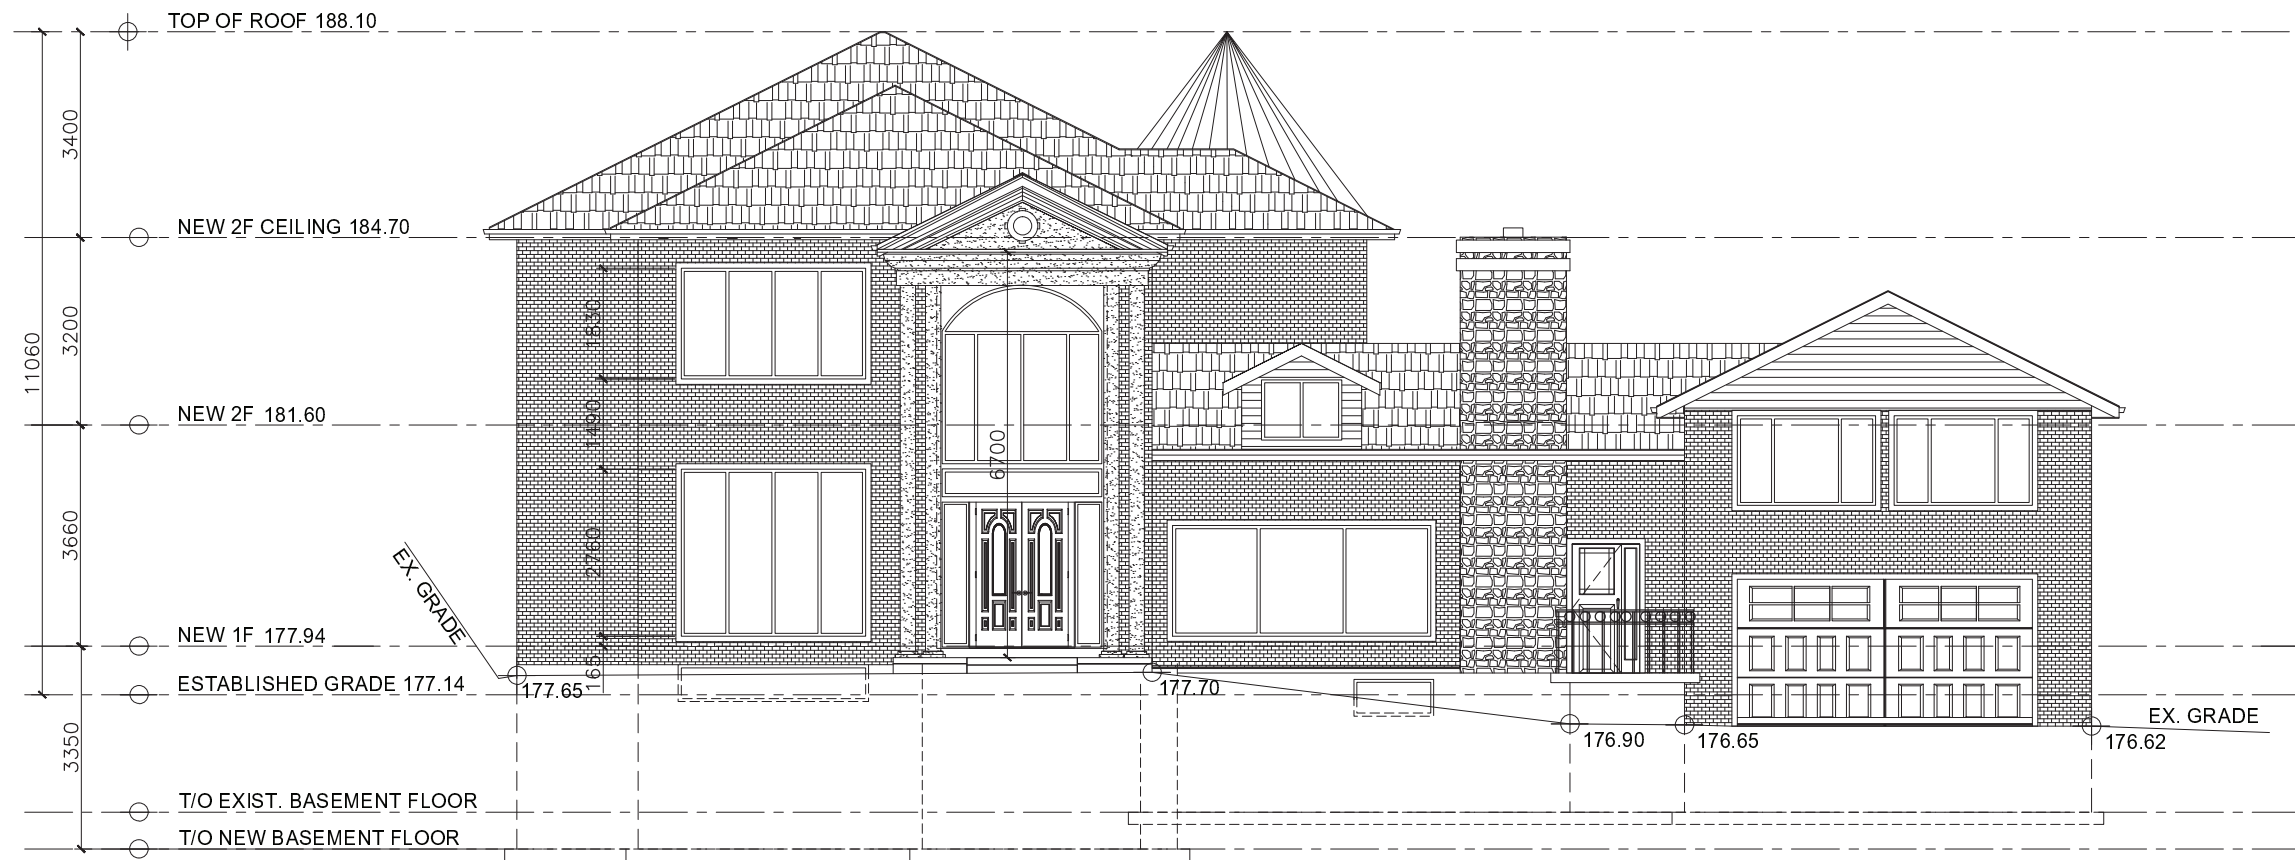 TOP OF ROOF 188.10
3400
NEW 2F CEILING 184.70
11060
3200
1830
NEW 2F 181.60
1490
6700
3660
2760
EX. GRADE
NEW 1F 177.94
165
ESTABLISHED GRADE 177.14
177.65
177.70
EX. GRADE
176.90
176.65
176.62
3350
T/O EXIST. BASEMENT FLOOR
T/O NEW BASEMENT FLOOR